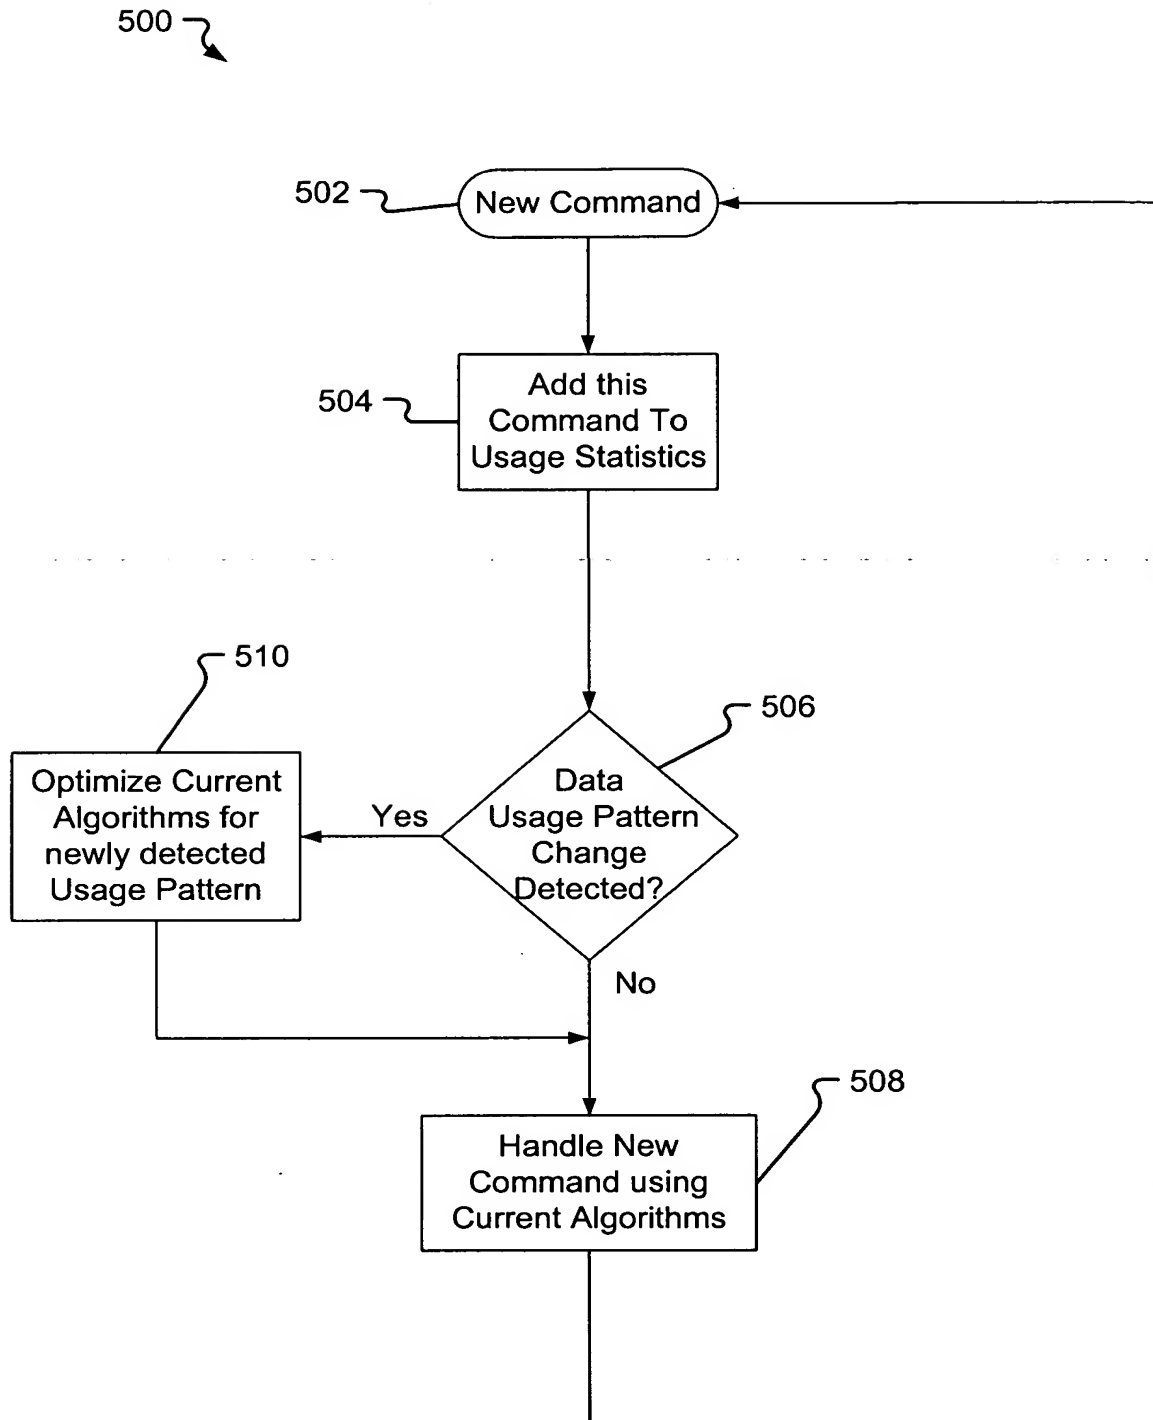 500
502
New Command
504
Add this
Command To
Usage Statistics
510
506
Optimize Current
Algorithms for
newly detected
Usage Pattern
Yes
Data
Usage Pattern
Change
Detected?
No
508
Handle New
Command using
Current Algorithms